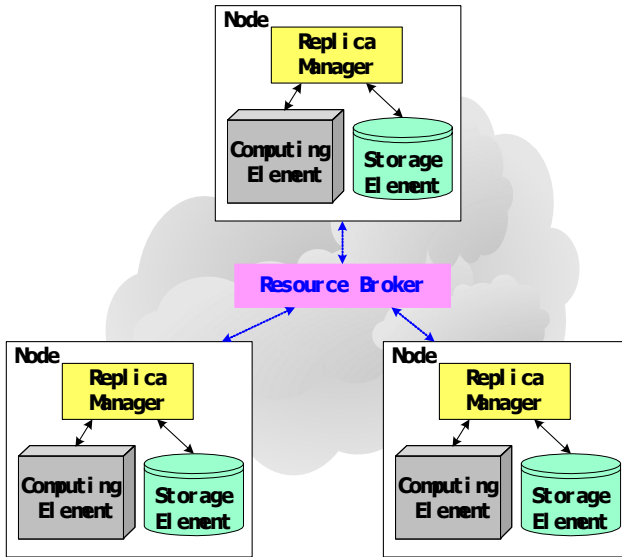 Node
Replica
Manager
Computing
Element
Storage
Element
Resource Broker
Node
Replica
Manager
Computing
Element
Storage
Element
Node
Replica
Manager
Computing
Element
Storage
Element